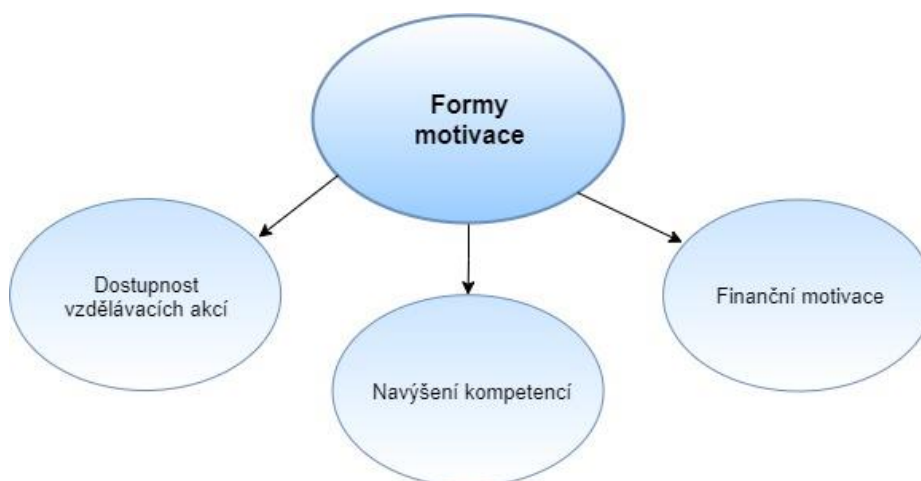 Formy
motivace
Dostupnost
vzdělávacích akcí
Navýšení kompetencí
Finanční motivace